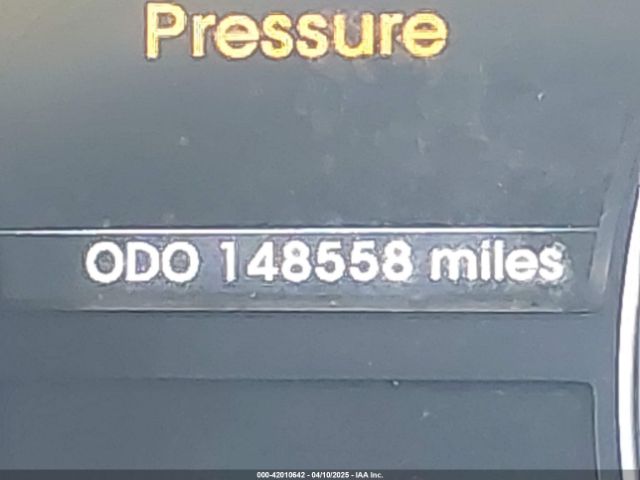 Pressure
ODO 148558 miles
000-42010642 - 04/10/2025 - IAA Inc.